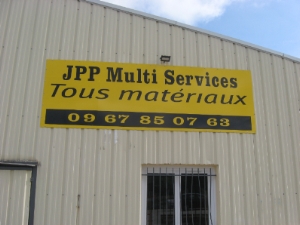 JPP Multi Services
Tous matériaux
09 67 85 07 63